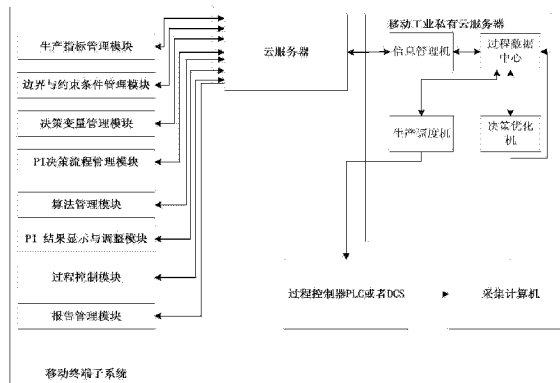 移动工业私有云服务器
生产指标管理模块
云服务器
信息管理机
过程数据
中心
边界与约束条件管理模块
决策变量管理模块
生产调度机
决策优化
机
PI决策流程管理模块
算法管理模块
PI 结果显示与调整模块
过程控制模块
过程控制器PLC或者DCS
采集计算机
报告管理模块
移动终端子系统